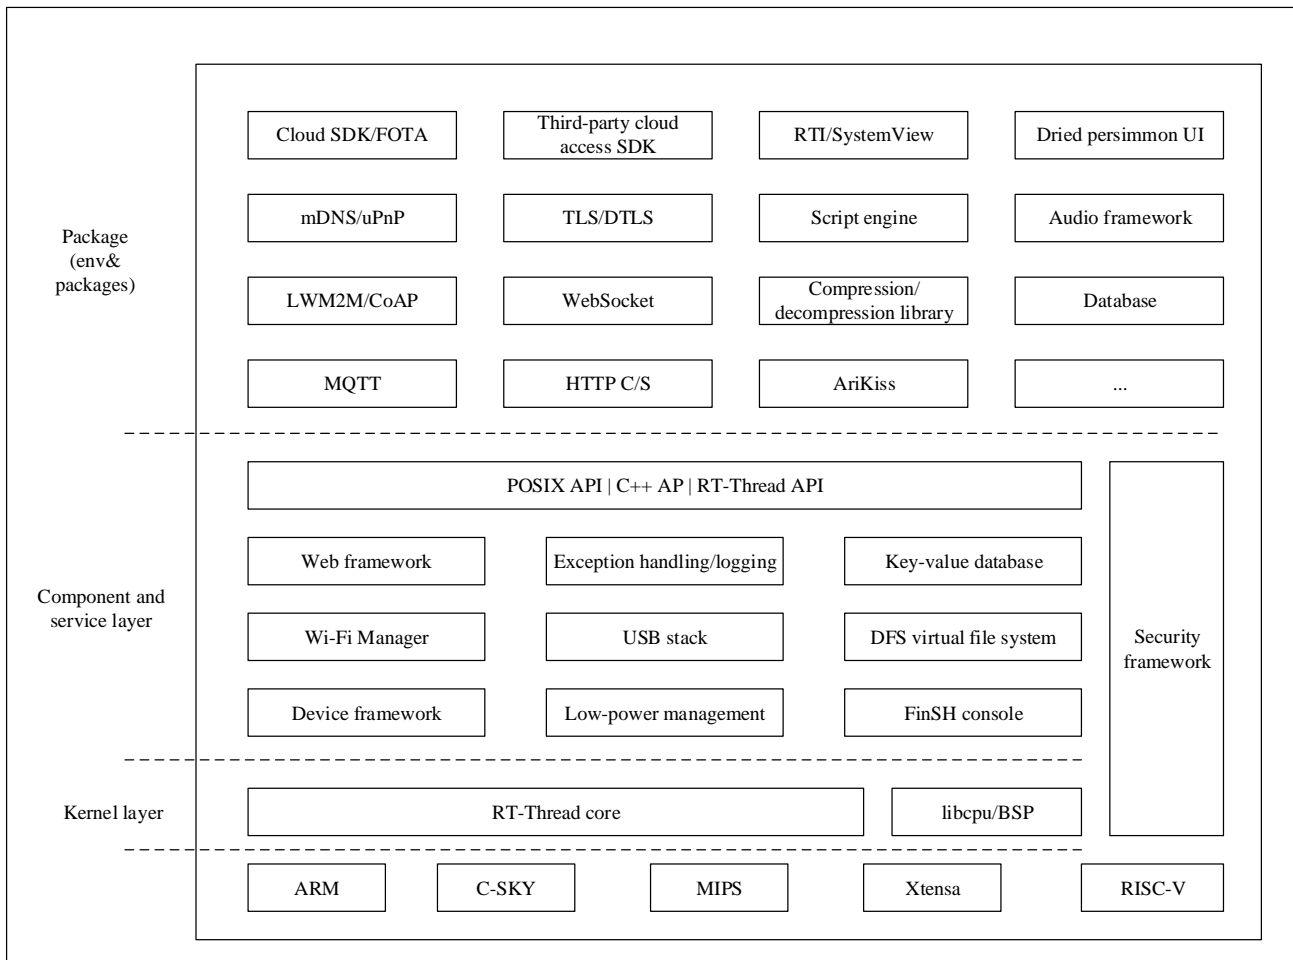 Cloud SDK/FOTA
Third-party cloud
access SDK
RTI/SystemView
Dried persimmon UI
mDNS/uPnP
TLS/DTLS
Script engine
Audio framework
Package
(env&
packages)
LWM2M/CoAP
WebSocket
Compression/
decompression library
Database
MQTT
HTTP C/S
AriKiss
...
POSIX API | C++ AP | RT-Thread API
Web framework
Exception handling/logging
Key-value database
Component and
service layer
Wi-Fi Manager
USB stack
DFS virtual file system
Security
framework
Device framework
Low-power management
FinSH console
Kernel layer
RT-Thread core
libcpu/BSP
ARM
C-SKY
MIPS
Xtensa
RISC-V